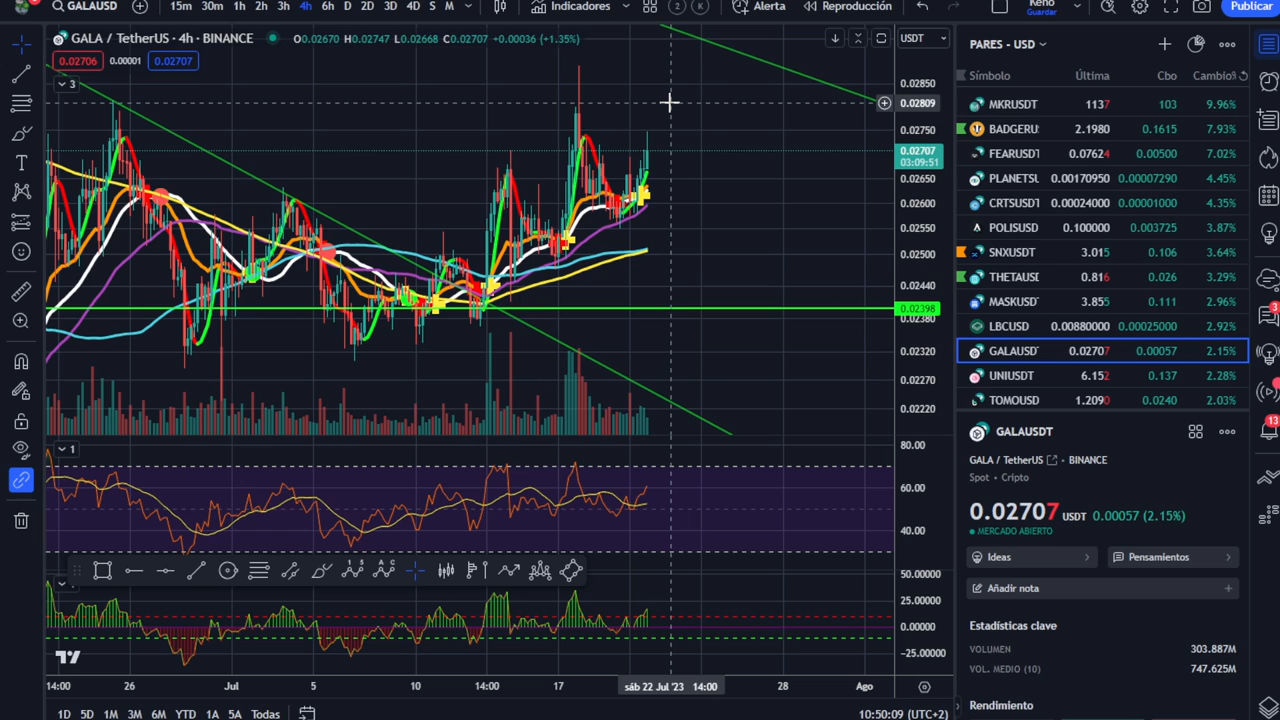 GALAUSD
15m 30m 1h 2h 3h 4h 6h D 2D 3D 4D S M
Indicadores
2 K
Alerta
Reproducción
Keno
Guardar
Publicar
GALA / TetherUS · 4h · BINANCE
O0.02670 H0.02747 L0.02668 C0.02707 +0.00036 (+1.35%)
0.02706 0.00001 0.02707
3
USDT
0.02850
0.02809
0.02750
0.02707
03:09:51
0.02650
0.02600
0.02550
0.02500
0.02440
0.02398
0.02380
0.02320
0.02270
0.02220
1
80.00
60.00
40.00
50.00000
25.00000
0.00000
−25.00000
14:00 26 Jul 5 10 14:00 17 sáb 22 Jul '23 14:00 28 Ago
1D 5D 1M 3M 6M YTD 1A 5A Todas
10:50:09 (UTC+2)
PARES - USD
Símbolo Última Cbo Cambio%
MKRUSDT 1137 103 9.96%
BADGERU 2.1980 0.1615 7.93%
FEARUSDT 0.07624 0.00500 7.02%
PLANETSU 0.00170950 0.00007290 4.45%
CRTSUSDT 0.00024000 0.00001000 4.35%
POLISUSD 0.100000 0.003725 3.87%
SNXUSDT 3.015 0.106 3.64%
THETAUSD 0.816 0.026 3.29%
MASKUSDT 3.855 0.111 2.96%
LBCUSD 0.00880000 0.00025000 2.92%
GALAUSDT 0.02707 0.00057 2.15%
UNIUSDT 6.152 0.137 2.28%
TOMOUSD 1.2090 0.0240 2.03%
3
13
GALAUSDT
GALA / TetherUS · BINANCE
Spot · Cripto
0.02707 USDT 0.00057 (2.15%)
MERCADO ABIERTO
Ideas
Pensamientos
Añadir nota
Estadísticas clave
VOLUMEN 303.887M
VOL. MEDIO (10) 747.625M
Rendimiento